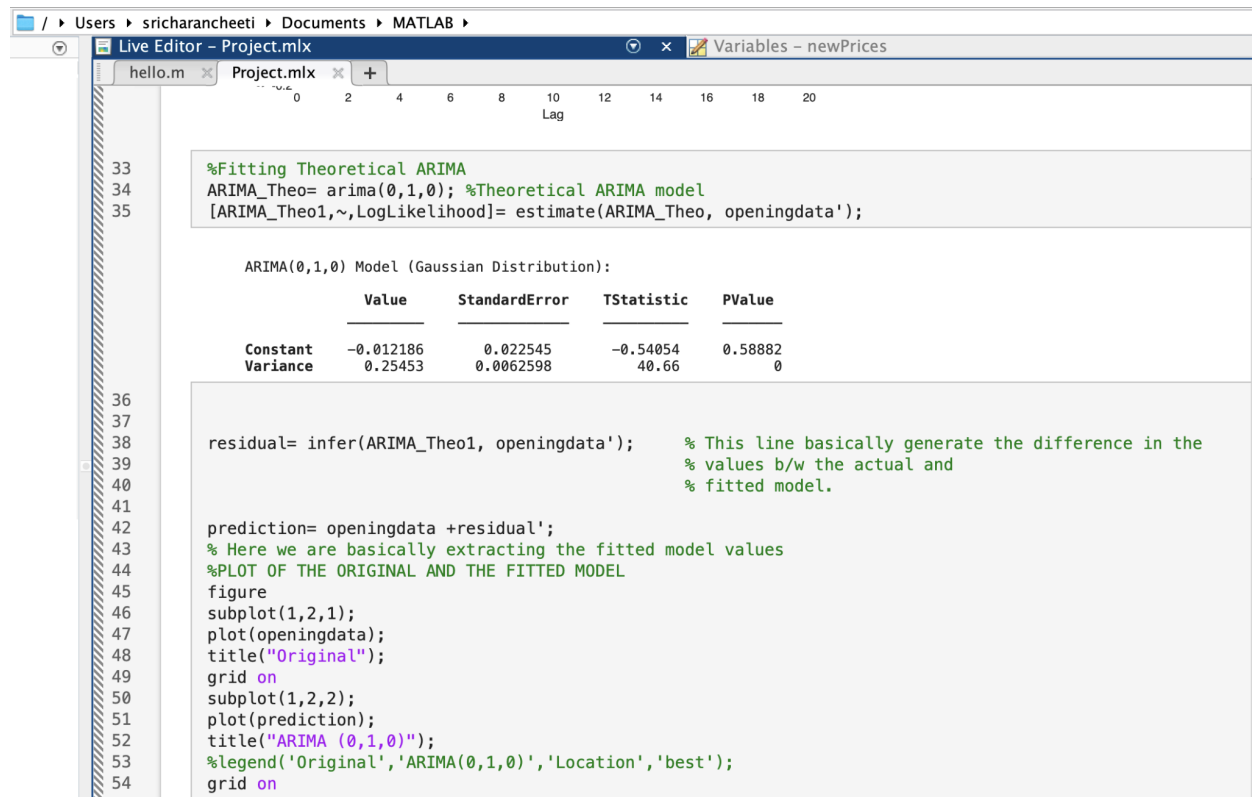 / ▸ Users ▸ sricharancheeti ▸ Documents ▸ MATLAB ▸
Live Editor – Project.mlx Variables – newPrices
hello.m Project.mlx +
-0.2
0 2 4 6 8 10 12 14 16 18 20
Lag
33 %Fitting Theoretical ARIMA
34 ARIMA_Theo= arima(0,1,0); %Theoretical ARIMA model
35 [ARIMA_Theo1,~,LogLikelihood]= estimate(ARIMA_Theo, openingdata');
ARIMA(0,1,0) Model (Gaussian Distribution):
Value StandardError TStatistic PValue
Constant -0.012186 0.022545 -0.54054 0.58882
Variance 0.25453 0.0062598 40.66 0
36
37
38 residual= infer(ARIMA_Theo1, openingdata'); % This line basically generate the difference in the
39 % values b/w the actual and
40 % fitted model.
41
42 prediction= openingdata +residual';
43 % Here we are basically extracting the fitted model values
44 %PLOT OF THE ORIGINAL AND THE FITTED MODEL
45 figure
46 subplot(1,2,1);
47 plot(openingdata);
48 title("Original");
49 grid on
50 subplot(1,2,2);
51 plot(prediction);
52 title("ARIMA (0,1,0)");
53 %legend('Original','ARIMA(0,1,0)','Location','best');
54 grid on